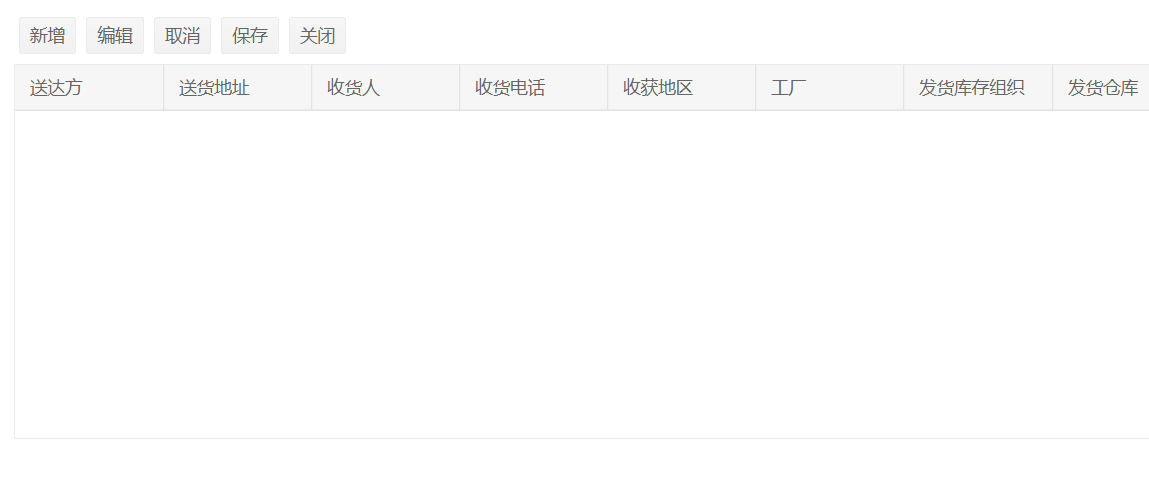 新增 编辑 取消 保存 关闭
送达方 送货地址 收货人 收货电话 收获地区 工厂 发货库存组织 发货仓库